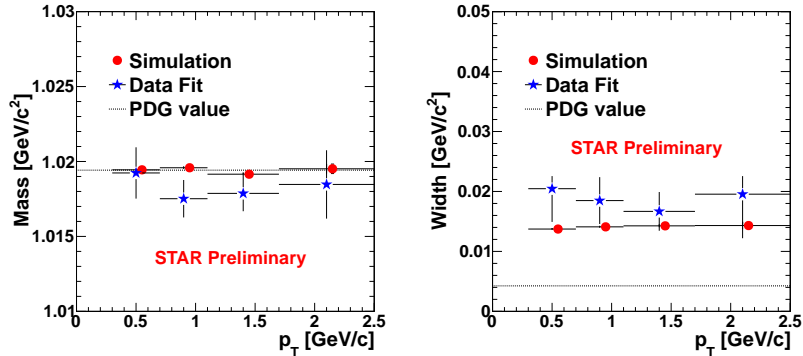 Mass [GeV/c²]
1.03
1.025
1.02
1.015
1.01
Simulation
Data Fit
PDG value
STAR Preliminary
0 0.5 1 1.5 2 2.5
p_T [GeV/c]
Width [GeV/c²]
0.05
0.04
0.03
0.02
0.01
0
Simulation
Data Fit
PDG value
STAR Preliminary
0 0.5 1 1.5 2 2.5
p_T [GeV/c]